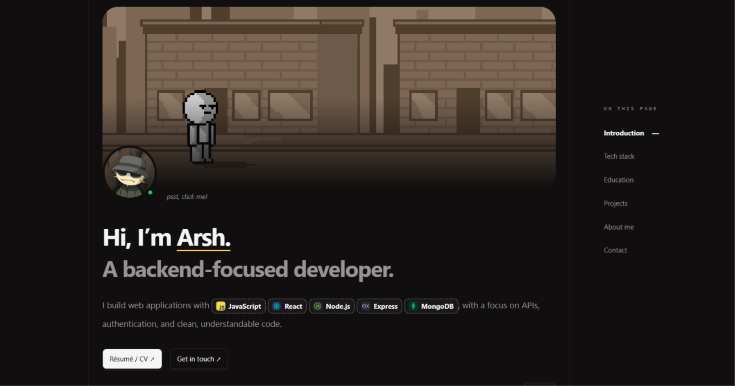 ON THIS PAGE
Introduction
Tech stack
Education
Projects
About me
Contact
psst, click me!
Hi, I'm Arsh.
A backend-focused developer.
I build web applications with JavaScript React Node.js Express MongoDB, with a focus on APIs,
authentication, and clean, understandable code.
Résumé / CV ↗ Get in touch ↗